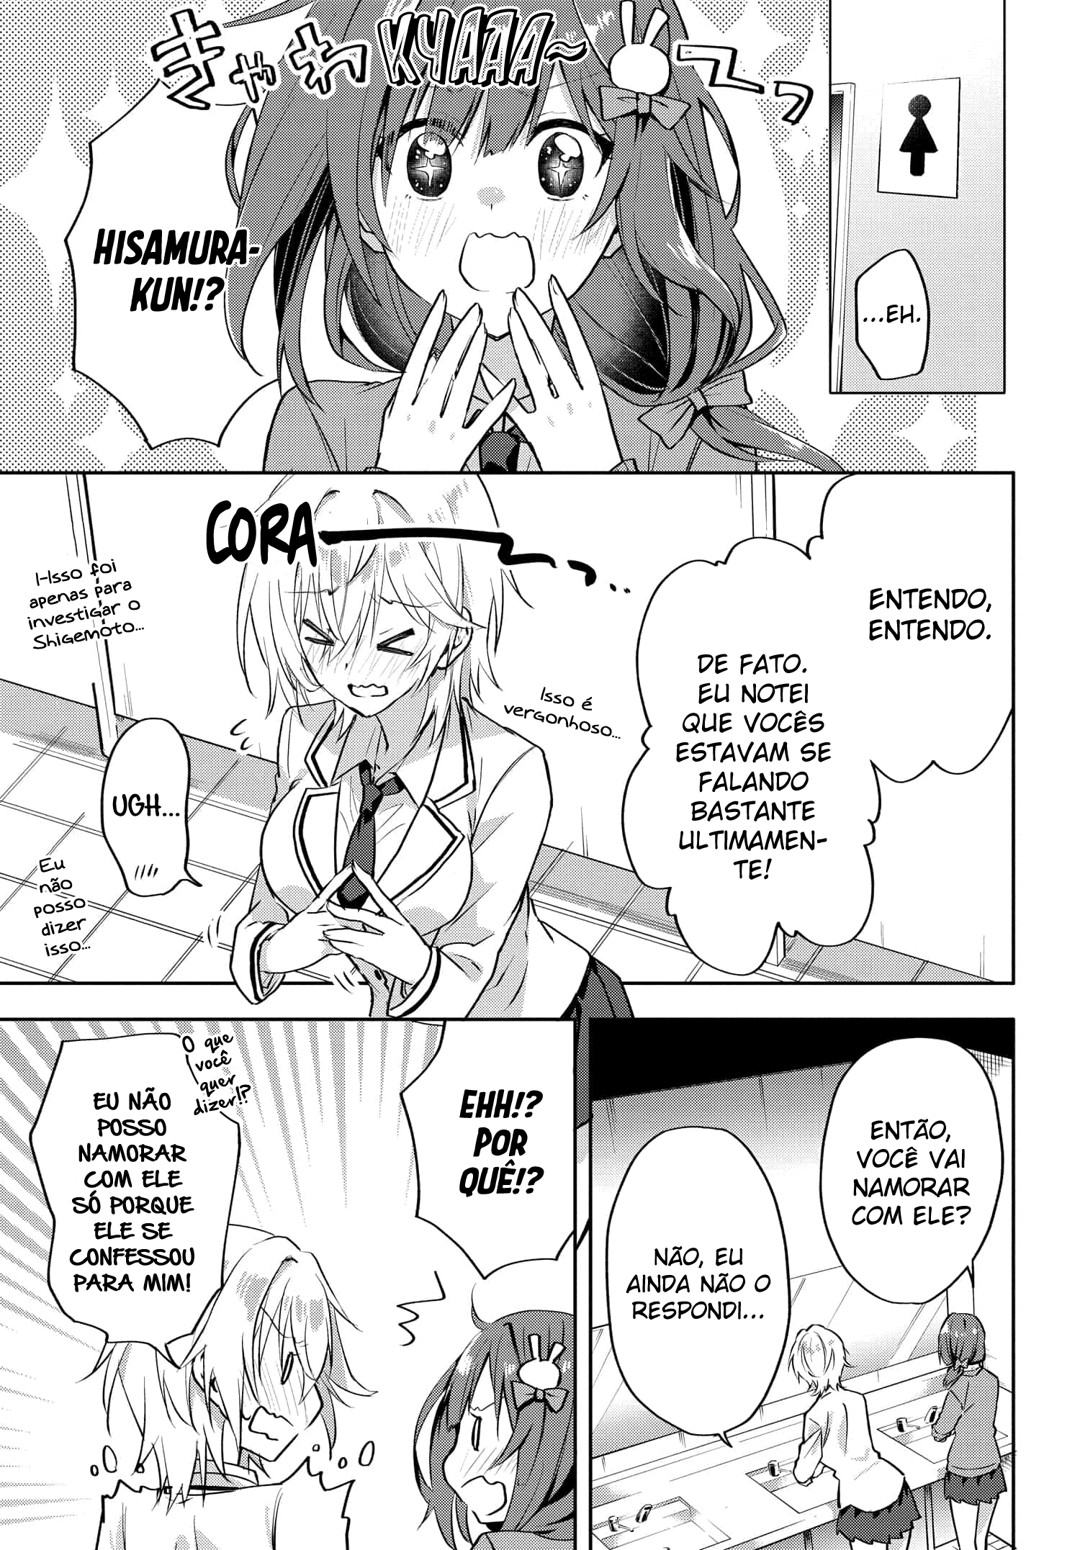 ...EH.
KYAAA~
きゃわ~っ
HISAMURA-
KUN!?
ENTENDO,
ENTENDO.
DE FATO.
EU NOTEI
QUE VOCÊS
ESTAVAM SE
FALANDO
BASTANTE
ULTIMAMEN-
TE!
CORA
Isso é
vergonhoso...
I-Isso foi
apenas para
investigar o
Shigemoto...
UGH...
Eu
não
posso
dizer
isso...
ENTÃO,
VOCÊ VAI
NAMORAR
COM ELE?
NÃO, EU
AINDA NÃO O
RESPONDI...
EHH!?
POR
QUÊ!?
O que
você
quer
dizer!?
EU NÃO
POSSO
NAMORAR
COM ELE
SÓ PORQUE
ELE SE
CONFESSOU
PARA MIM!